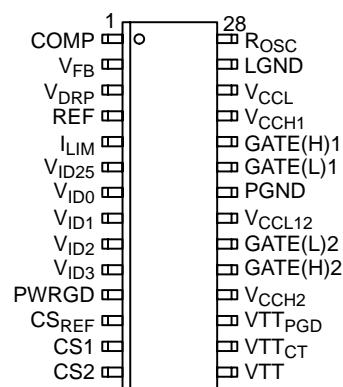 1 28
COMP ROSC
VFB LGND
VDRP VCCL
REF VCCH1
ILIM GATE(H)1
VID25 GATE(L)1
VID0 PGND
VID1 VCCL12
VID2 GATE(L)2
VID3 GATE(H)2
PWRGD VCCH2
CSREF VTTPGD
CS1 VTTCT
CS2 VTT